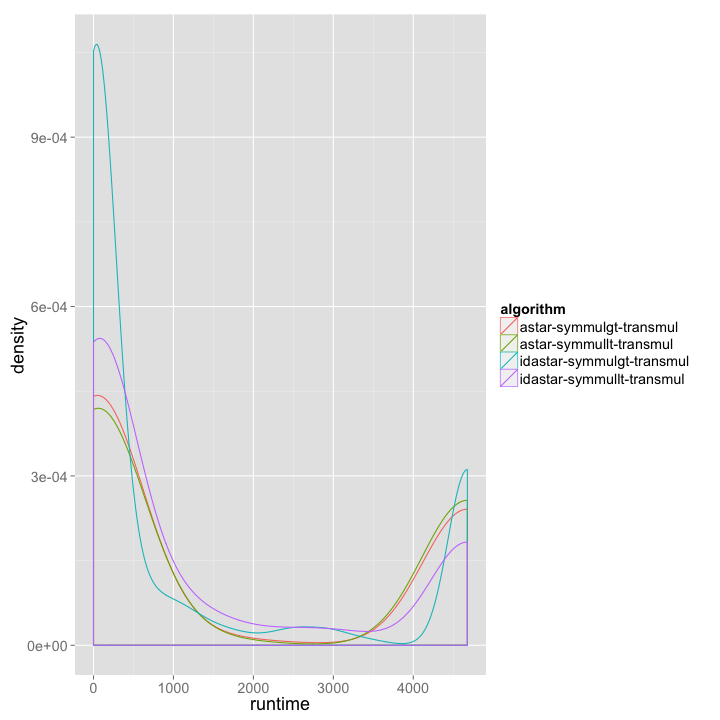 density
9e-04
6e-04
3e-04
0e+00
0
1000
2000
3000
4000
runtime
algorithm
astar-symmulgt-transmul
astar-symmullt-transmul
idastar-symmulgt-transmul
idastar-symmullt-transmul